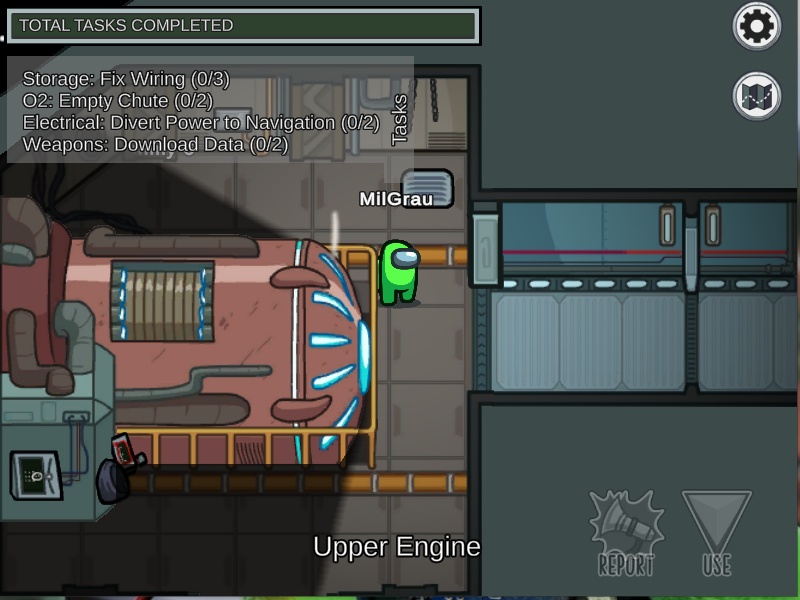 TOTAL TASKS COMPLETED
Storage: Fix Wiring (0/3)
O2: Empty Chute (0/2)
Electrical: Divert Power to Navigation (0/2)
Weapons: Download Data (0/2)
Tasks
MilGrau
Upper Engine
REPORT
USE